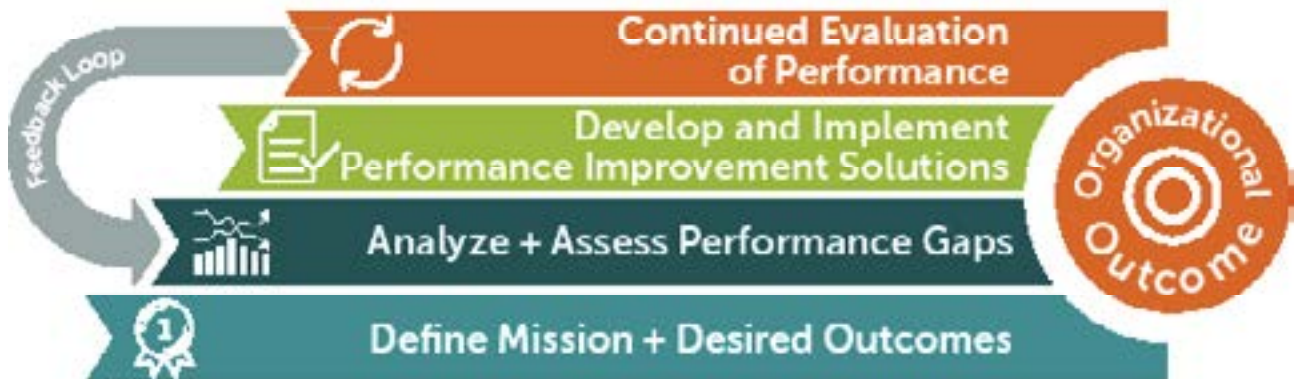 Feedback Loop
Continued Evaluation
of Performance
Develop and Implement
Performance Improvement Solutions
Analyze + Assess Performance Gaps
1
Define Mission + Desired Outcomes
Organizational
Outcome